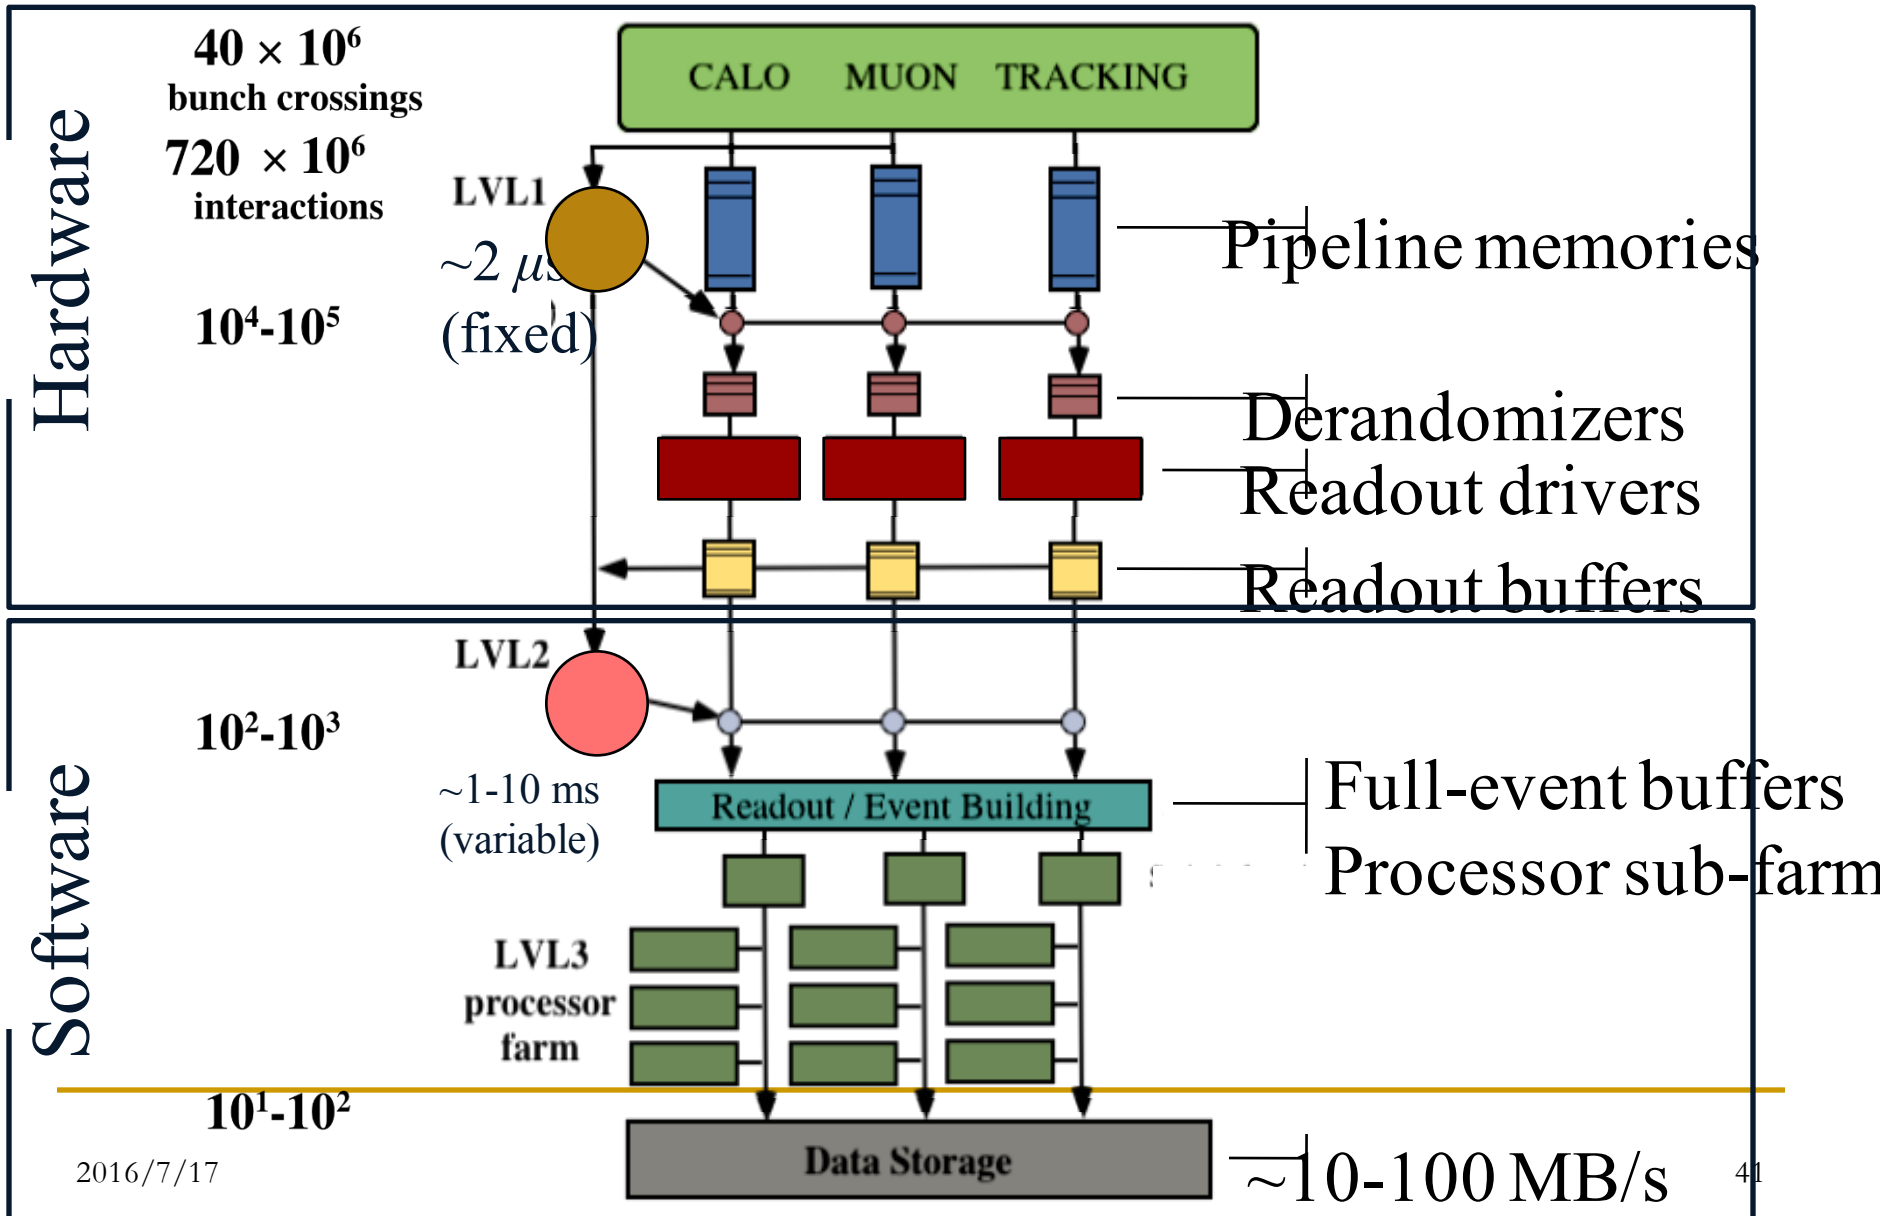 40 × 10⁶
bunch crossings
720 × 10⁶
interactions
Hardware
CALO MUON TRACKING
LVL1
~2 μs
(fixed)
10⁴-10⁵
Pipeline memories
Derandomizers
Readout drivers
Readout buffers
Software
LVL2
10²-10³
~1-10 ms
(variable)
Readout / Event Building
Full-event buffers
Processor sub-farm
LVL3
processor
farm
10¹-10²
Data Storage
~10-100 MB/s
2016/7/17
41